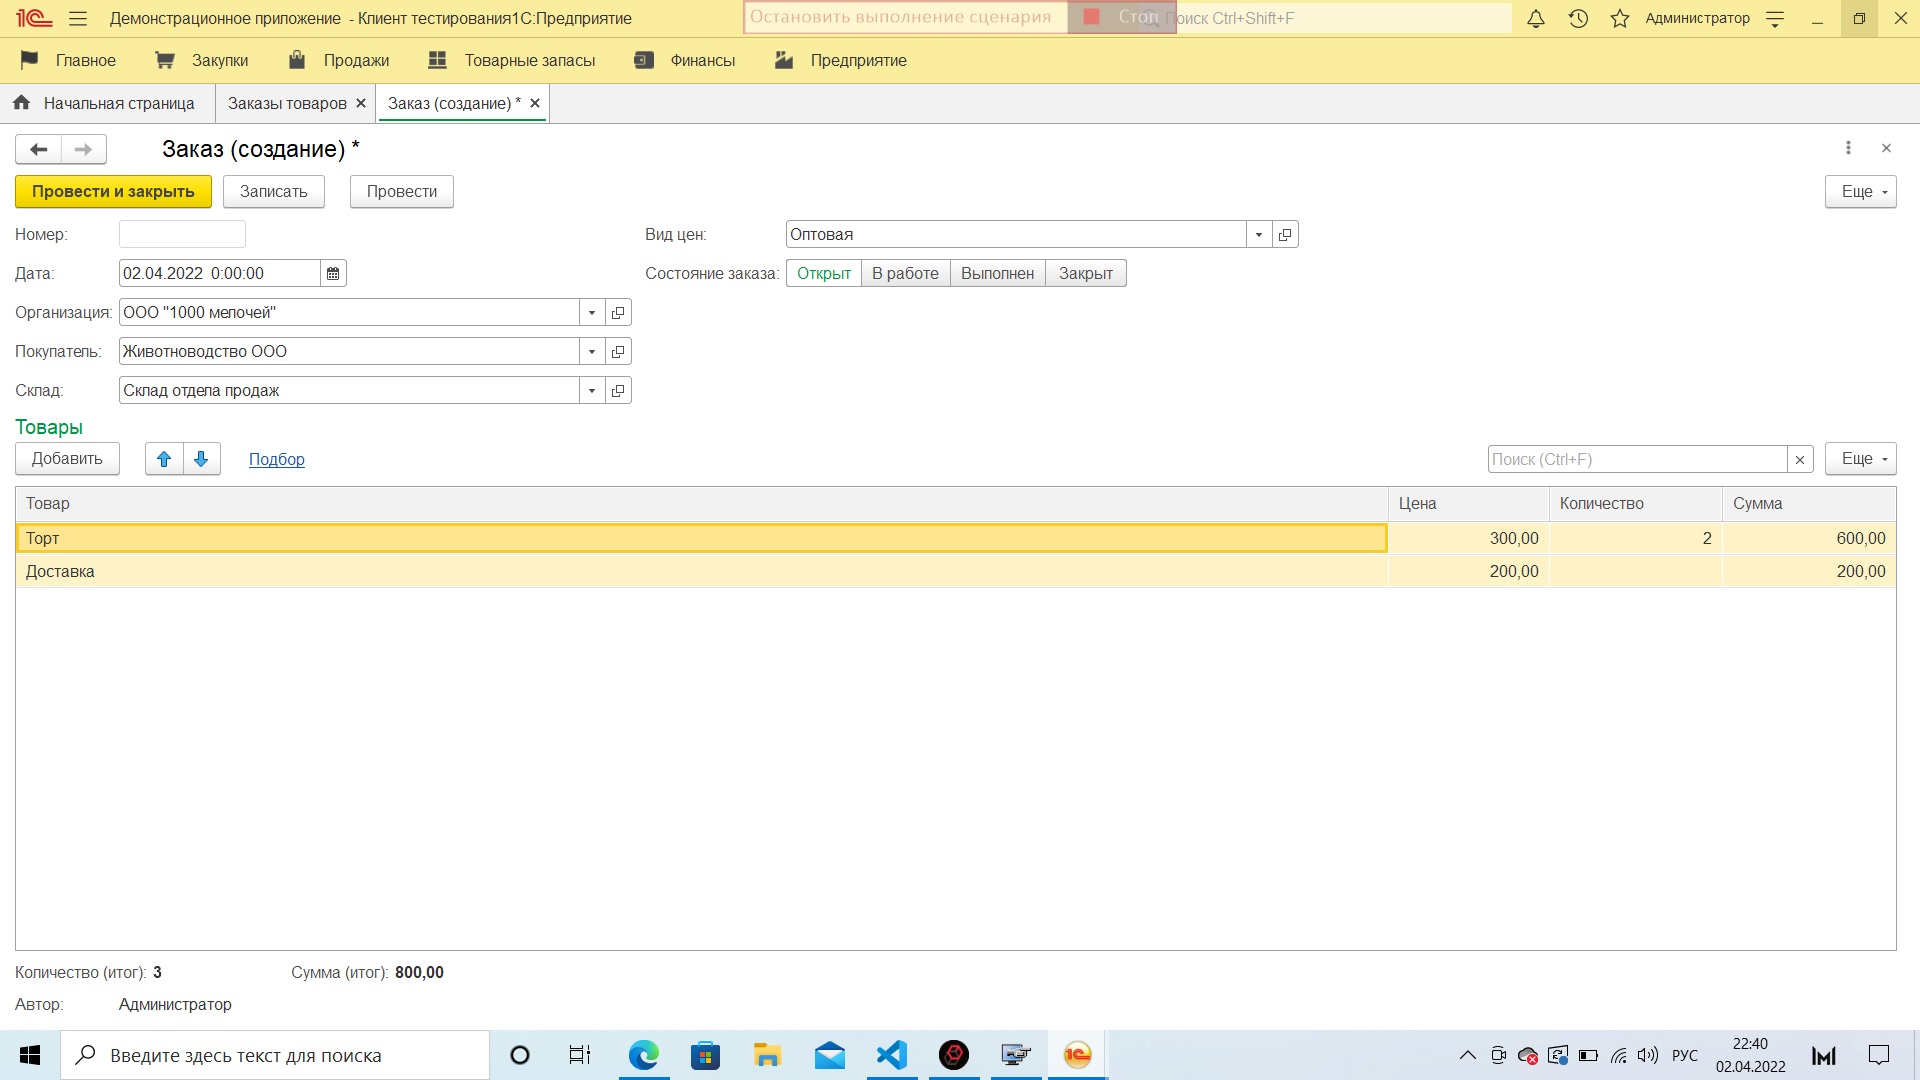 1С Демонстрационное приложение - Клиент тестирования1С:Предприятие Остановить выполнение сценария Стоп Поиск Ctrl+Shift+F Администратор
Главное Закупки Продажи Товарные запасы Финансы Предприятие
Начальная страница Заказы товаров Заказ (создание) *
Заказ (создание) *
Провести и закрыть Записать Провести Еще
Номер: Вид цен: Оптовая
Дата: 02.04.2022 0:00:00 Состояние заказа: Открыт В работе Выполнен Закрыт
Организация: ООО "1000 мелочей"
Покупатель: Животноводство ООО
Склад: Склад отдела продаж
Товары
Добавить Подбор Поиск (Ctrl+F) Еще
Товар Цена Количество Сумма
Торт 300,00 2 600,00
Доставка 200,00 200,00
Количество (итог): 3 Сумма (итог): 800,00
Автор: Администратор
Введите здесь текст для поиска 1С РУС 22:40
02.04.2022